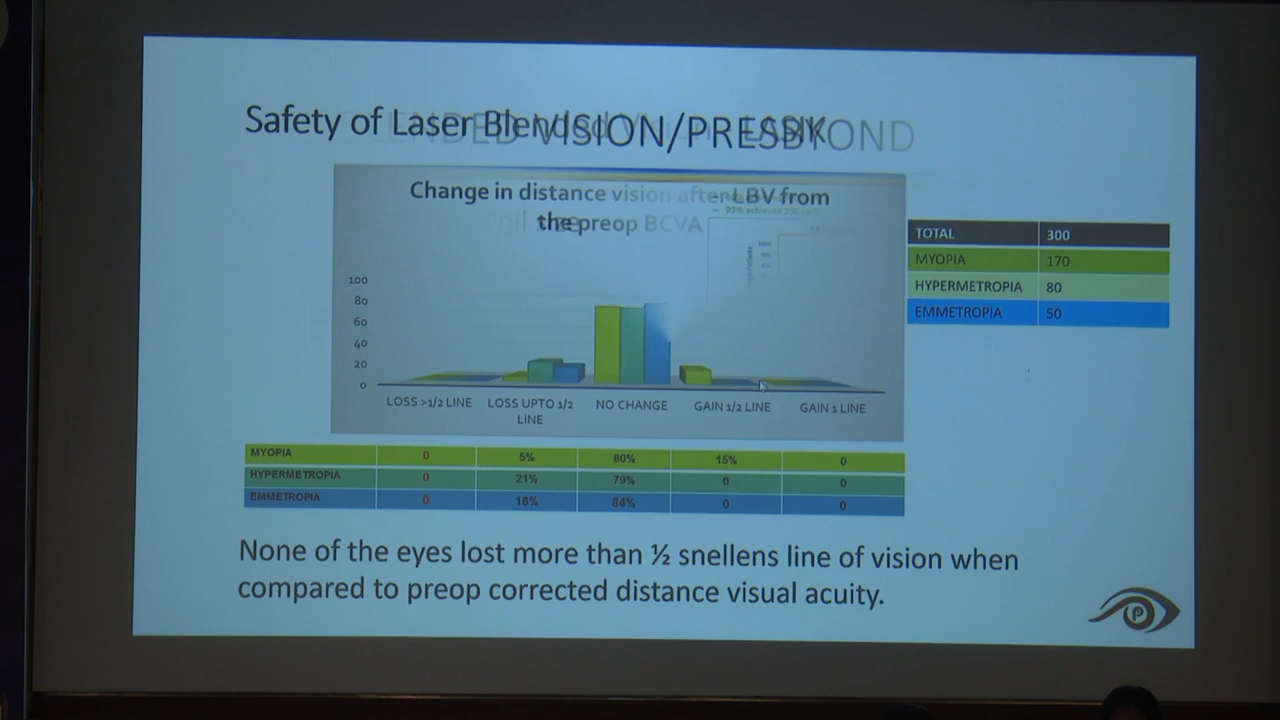 Safety of Laser Blended VISION/PRESBYOND
Change in distance vision after LBV from
the preop BCVA
TOTAL 300
MYOPIA 170
HYPERMETROPIA 80
EMMETROPIA 50
100
80
60
40
20
0
LOSS >1/2 LINE LOSS UPTO 1/2 LINE NO CHANGE GAIN 1/2 LINE GAIN 1 LINE
MYOPIA 0 5% 80% 15% 0
HYPERMETROPIA 0 21% 79% 0 0
EMMETROPIA 0 16% 84% 0 0
None of the eyes lost more than ½ snellens line of vision when
compared to preop corrected distance visual acuity.